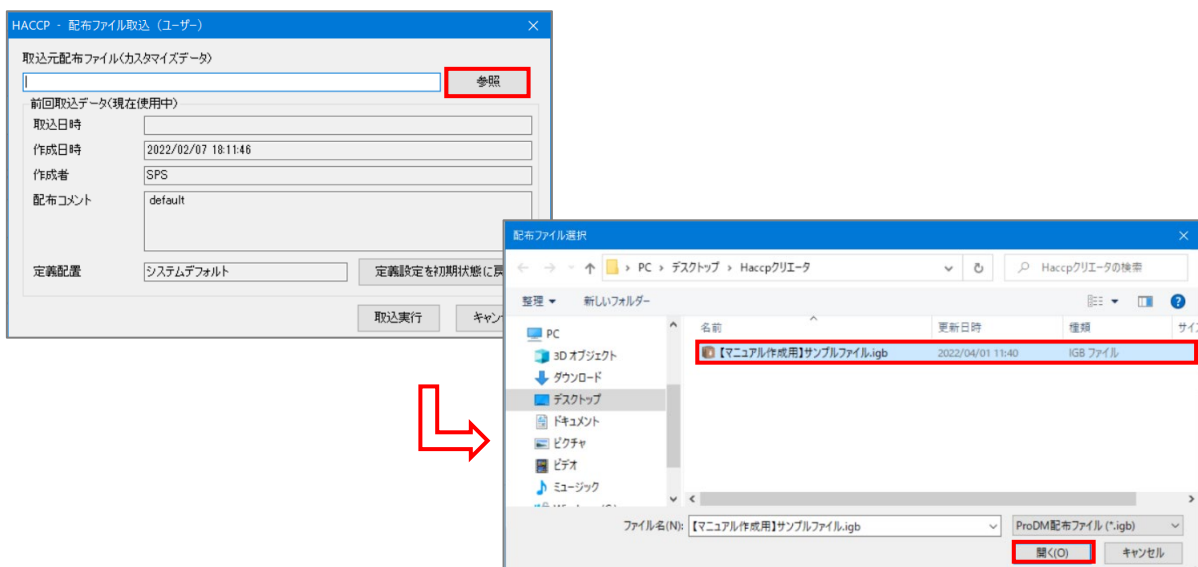 HACCP - 配布ファイル取込（ユーザー）
取込元配布ファイル(カスタマイズデータ)
参照
前回取込データ(現在使用中)
取込日時
作成日時 2022/02/07 18:11:46
作成者 SPS
配布コメント default
定義配置 システムデフォルト 定義設定を初期状態に戻
取込実行 キャン
配布ファイル選択
PC > デスクトップ > Haccpクリエータ Haccpクリエータの検索
整理 新しいフォルダー
名前 更新日時 種類 サイ
【マニュアル作成用】サンプルファイル.igb 2022/04/01 11:40 IGB ファイル
PC
3D オブジェクト
ダウンロード
デスクトップ
ドキュメント
ピクチャ
ビデオ
ミュージック
ファイル名(N): 【マニュアル作成用】サンプルファイル.igb ProDM配布ファイル (*.igb)
開く(O) キャンセル